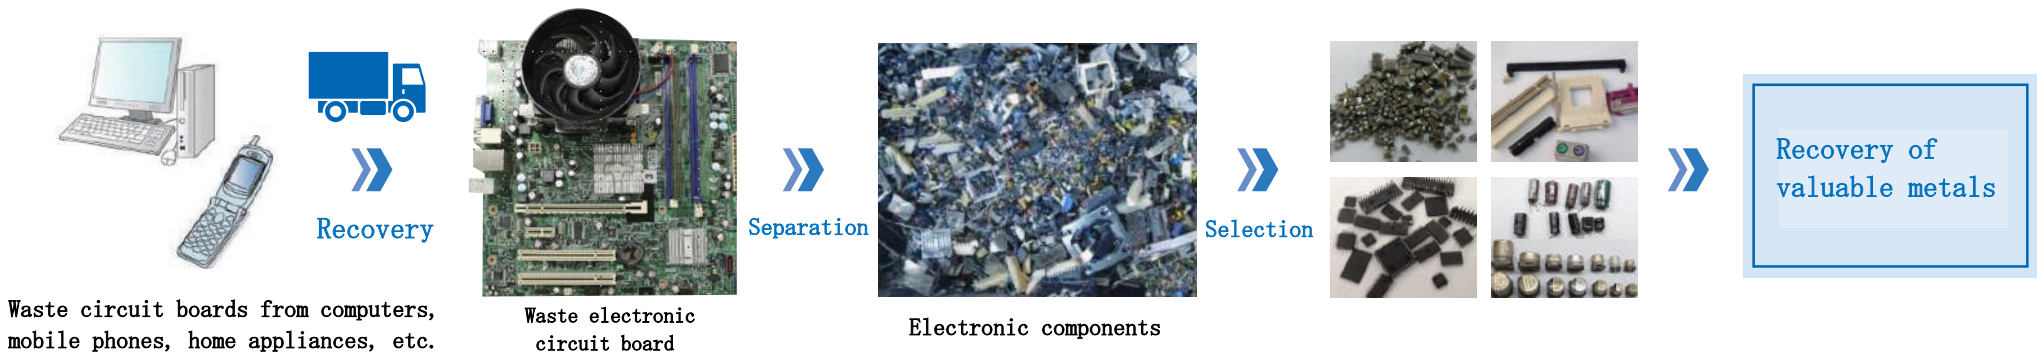 Waste circuit boards from computers,
mobile phones, home appliances, etc.
Recovery
Waste electronic
circuit board
Separation
Electronic components
Selection
Recovery of
valuable metals